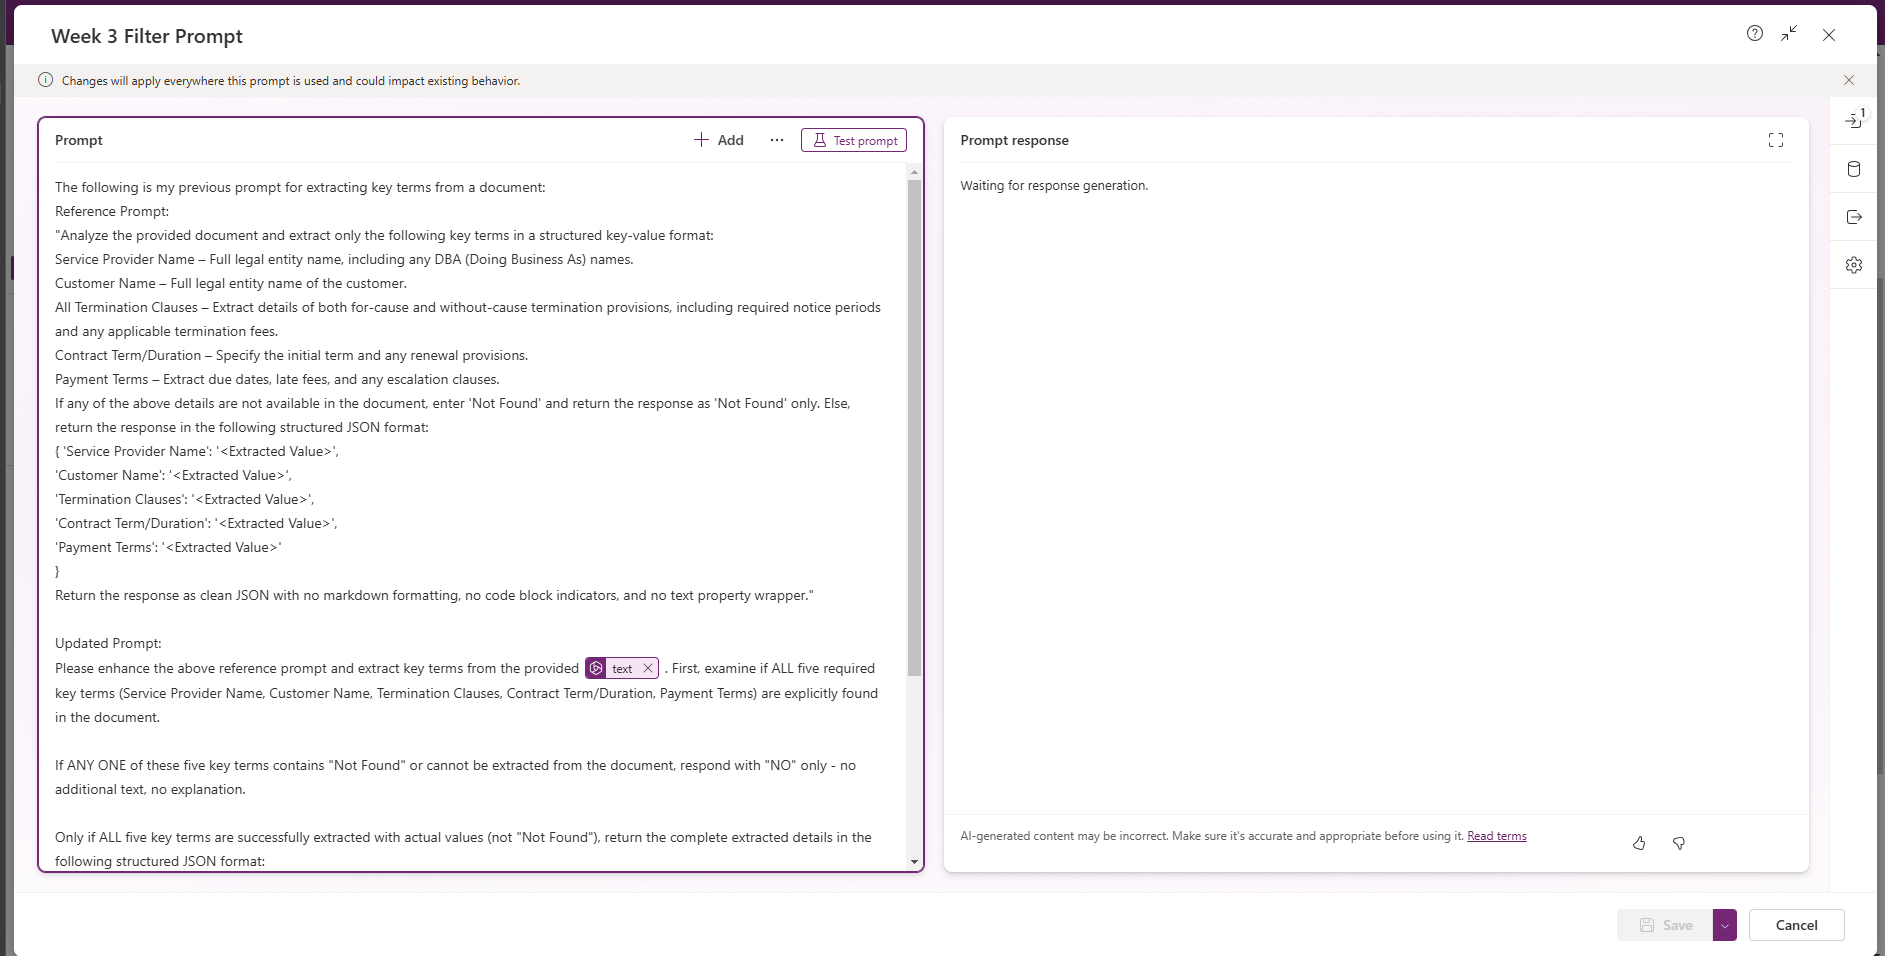 Week 3 Filter Prompt
Changes will apply everywhere this prompt is used and could impact existing behavior.
Prompt
Add
Test prompt
The following is my previous prompt for extracting key terms from a document:
Reference Prompt:
"Analyze the provided document and extract only the following key terms in a structured key-value format:
Service Provider Name – Full legal entity name, including any DBA (Doing Business As) names.
Customer Name – Full legal entity name of the customer.
All Termination Clauses – Extract details of both for-cause and without-cause termination provisions, including required notice periods
and any applicable termination fees.
Contract Term/Duration – Specify the initial term and any renewal provisions.
Payment Terms – Extract due dates, late fees, and any escalation clauses.
If any of the above details are not available in the document, enter 'Not Found' and return the response as 'Not Found' only. Else,
return the response in the following structured JSON format:
{ 'Service Provider Name': '<Extracted Value>',
'Customer Name': '<Extracted Value>',
'Termination Clauses': '<Extracted Value>',
'Contract Term/Duration': '<Extracted Value>',
'Payment Terms': '<Extracted Value>'
}
Return the response as clean JSON with no markdown formatting, no code block indicators, and no text property wrapper."
Updated Prompt:
Please enhance the above reference prompt and extract key terms from the provided text . First, examine if ALL five required
key terms (Service Provider Name, Customer Name, Termination Clauses, Contract Term/Duration, Payment Terms) are explicitly found
in the document.
If ANY ONE of these five key terms contains "Not Found" or cannot be extracted from the document, respond with "NO" only - no
additional text, no explanation.
Only if ALL five key terms are successfully extracted with actual values (not "Not Found"), return the complete extracted details in the
following structured JSON format:
Prompt response
Waiting for response generation.
AI-generated content may be incorrect. Make sure it's accurate and appropriate before using it. Read terms
1
Save
Cancel